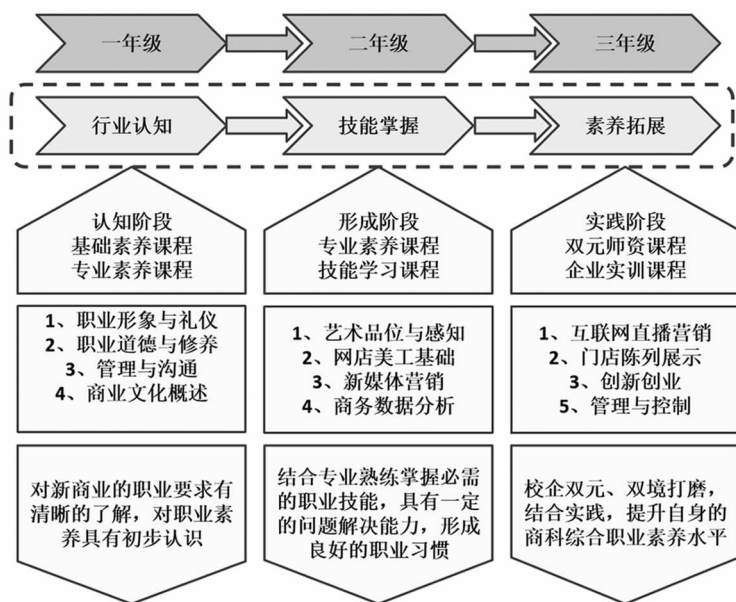 一年级
二年级
三年级
行业认知
技能掌握
素养拓展
认知阶段
基础素养课程
专业素养课程
形成阶段
专业素养课程
技能学习课程
实践阶段
双元师资课程
企业实训课程
1、职业形象与礼仪
2、职业道德与修养
3、管理与沟通
4、商业文化概述
1、艺术品位与感知
2、网店美工基础
3、新媒体营销
4、商务数据分析
1、互联网直播营销
2、门店陈列展示
3、创新创业
5、管理与控制
对新商业的职业要求有
清晰的了解，对职业素
养具有初步认识
结合专业熟练掌握必需
的职业技能，具有一定
的问题解决能力，形成
良好的职业习惯
校企双元、双境打磨，
结合实践，提升自身的
商科综合职业素养水平